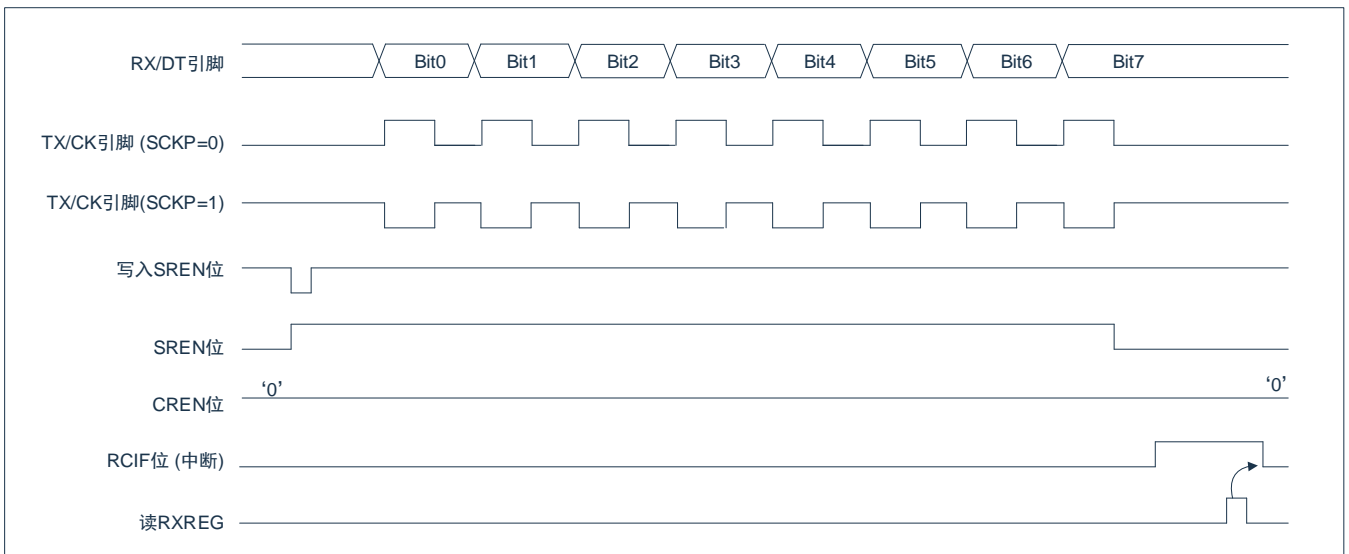 RX/DT引脚 Bit0 Bit1 Bit2 Bit3 Bit4 Bit5 Bit6 Bit7
TX/CK引脚 (SCKP=0)
TX/CK引脚(SCKP=1)
写入SREN位
SREN位
‘0’ ‘0’
CREN位
RCIF位 (中断)
读RXREG